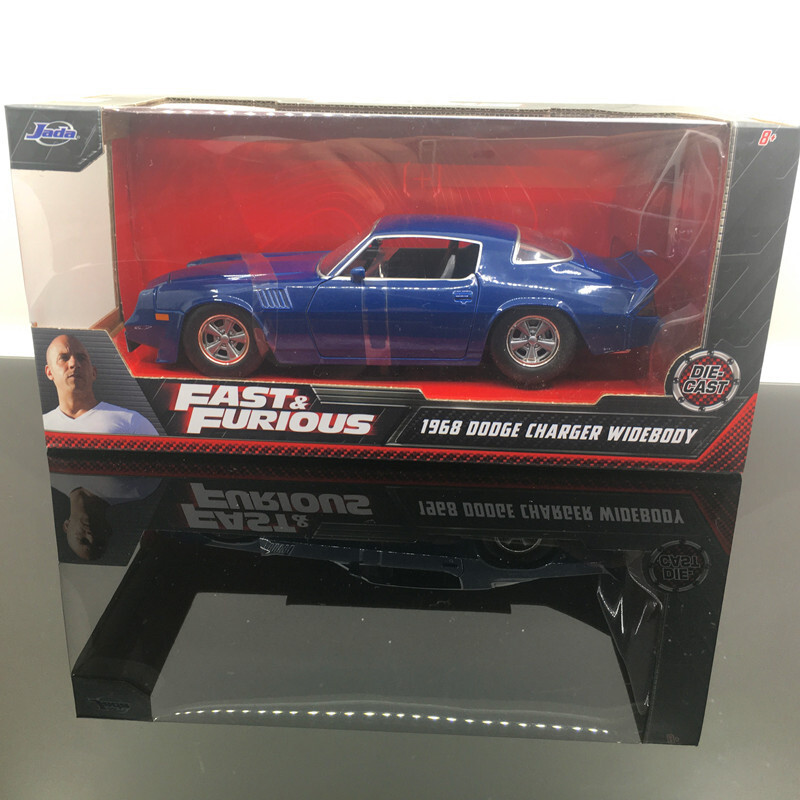 Jada
8+
DIE-
CAST
FAST &
FURIOUS
1968 DODGE CHARGER WIDEBODY